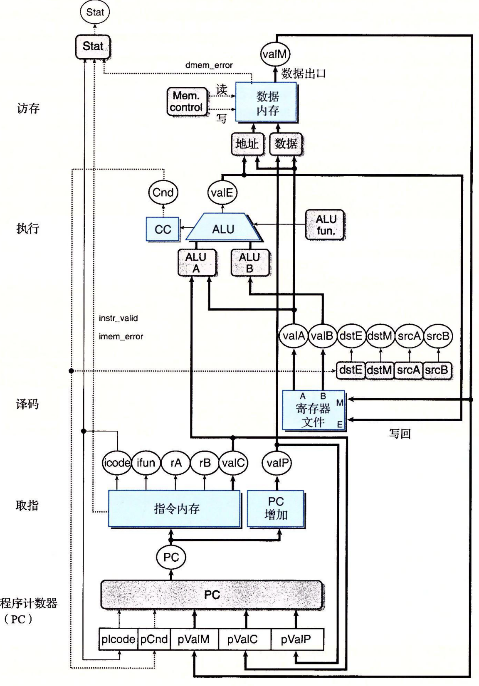 Stat
Stat
dmem_error
valM
数据出口
访存
Mem.
control
读
写
数据
内存
地址
数据
Cnd
valE
执行
CC
ALU
ALU
fun.
ALU
A
ALU
B
instr_valid
imem_error
valA
valB
dstE
dstM
srcA
srcB
dstE
dstM
srcA
srcB
译码
A
B
M
寄存器
文件
E
写回
icode
ifun
rA
rB
valC
valP
取指
指令内存
PC
增加
PC
程序计数器
（PC）
PC
pIcode
pCnd
pValM
pValC
pValP